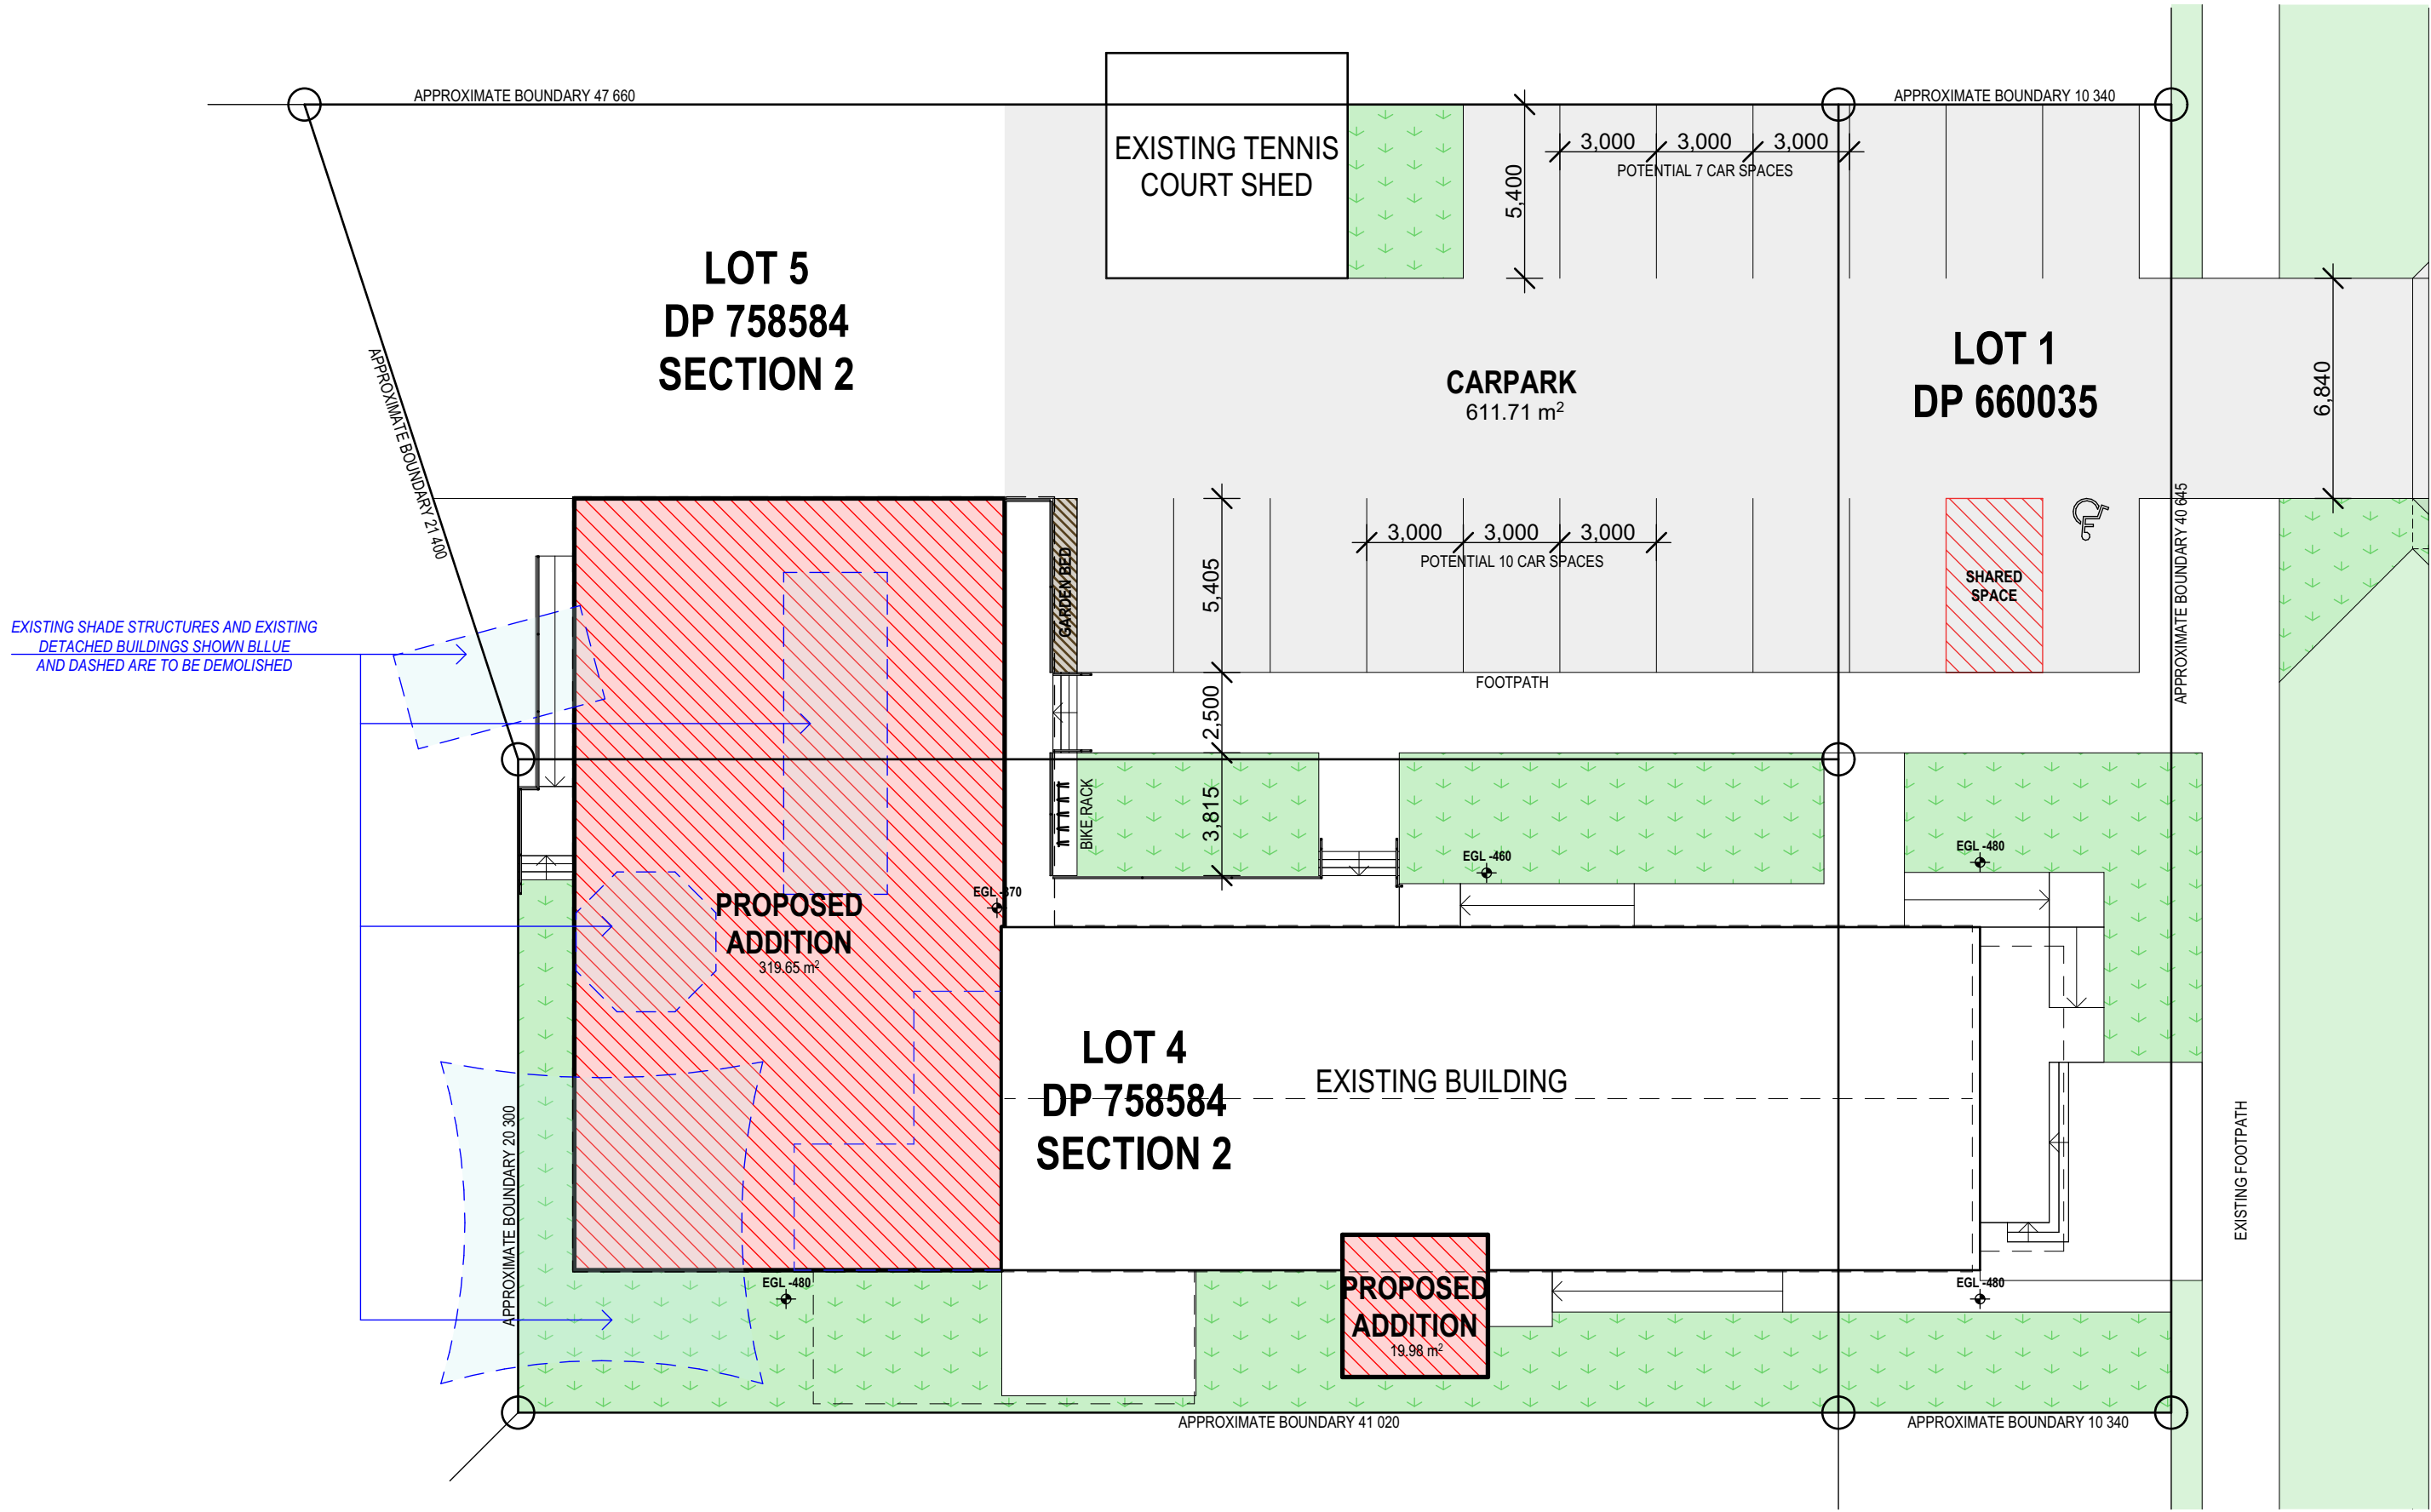 APPROXIMATE BOUNDARY 47 660
APPROXIMATE BOUNDARY 10 340
EXISTING TENNIS
COURT SHED
3,000
3,000
3,000
POTENTIAL 7 CAR SPACES
5,400
LOT 5
DP 758584
SECTION 2
LOT 1
DP 660035
CARPARK
611.71 m²
6,840
APPROXIMATE BOUNDARY 21 400
APPROXIMATE BOUNDARY 40 645
3,000
3,000
3,000
POTENTIAL 10 CAR SPACES
GARDEN BED
5,405
SHARED
SPACE
EXISTING SHADE STRUCTURES AND EXISTING
DETACHED BUILDINGS SHOWN BLLUE
AND DASHED ARE TO BE DEMOLISHED
FOOTPATH
2,500
BIKE RACK
3,815
EGL -460
EGL -480
EGL -370
PROPOSED
ADDITION
319.65 m²
LOT 4
DP 758584
SECTION 2
EXISTING BUILDING
APPROXIMATE BOUNDARY 20 300
EXISTING FOOTPATH
EGL -480
PROPOSED
ADDITION
19.98 m²
EGL -480
APPROXIMATE BOUNDARY 41 020
APPROXIMATE BOUNDARY 10 340